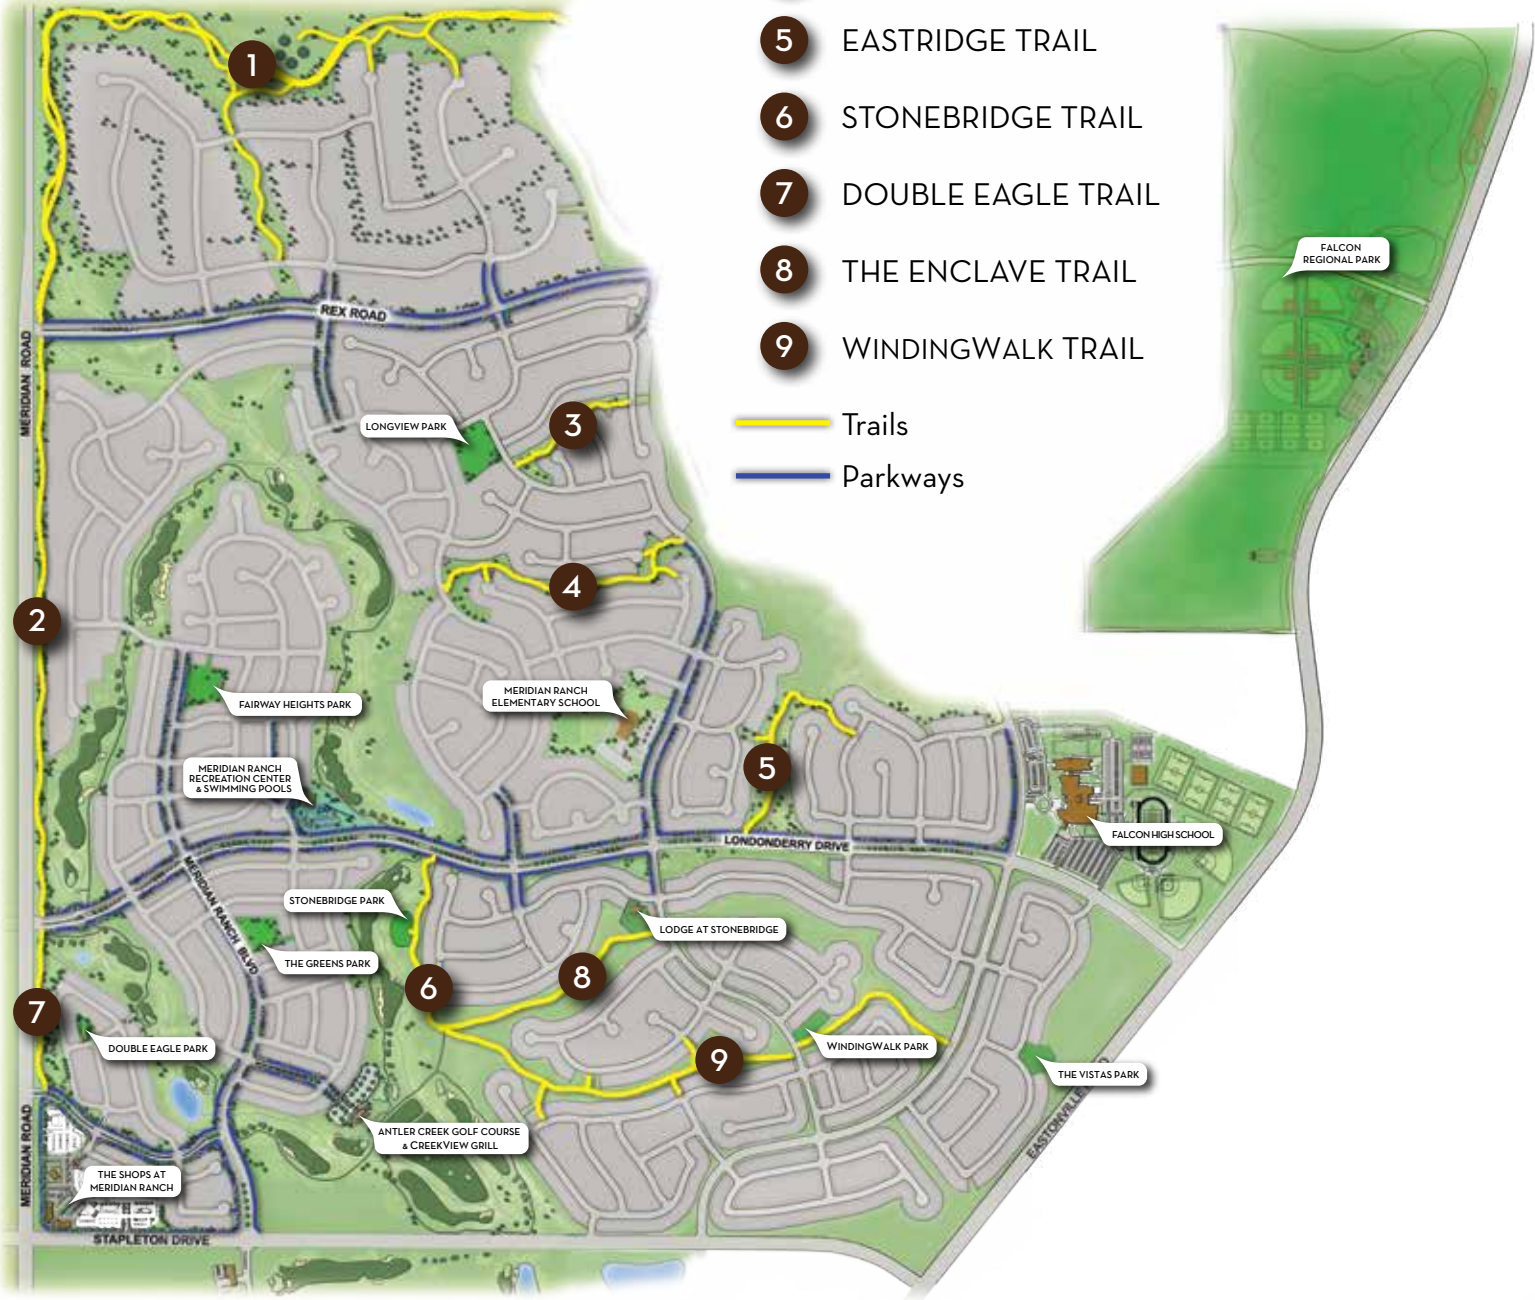 5 EASTRIDGE TRAIL
6 STONEBRIDGE TRAIL
7 DOUBLE EAGLE TRAIL
8 THE ENCLAVE TRAIL
9 WINDINGWALK TRAIL
Trails
Parkways
1
FALCON
REGIONAL PARK
REX ROAD
MERIDIAN ROAD
LONGVIEW PARK
3
4
2
FAIRWAY HEIGHTS PARK
MERIDIAN RANCH
ELEMENTARY SCHOOL
MERIDIAN RANCH
RECREATION CENTER
& SWIMMING POOLS
5
FALCON HIGH SCHOOL
LONDONDERRY DRIVE
MERIDIAN RANCH BLVD
STONEBRIDGE PARK
LODGE AT STONEBRIDGE
THE GREENS PARK
8
6
7
DOUBLE EAGLE PARK
WINDINGWALK PARK
9
THE VISTAS PARK
EASTONVILLE
MERIDIAN ROAD
ANTLER CREEK GOLF COURSE
& CREEKVIEW GRILL
THE SHOPS AT
MERIDIAN RANCH
STAPLETON DRIVE